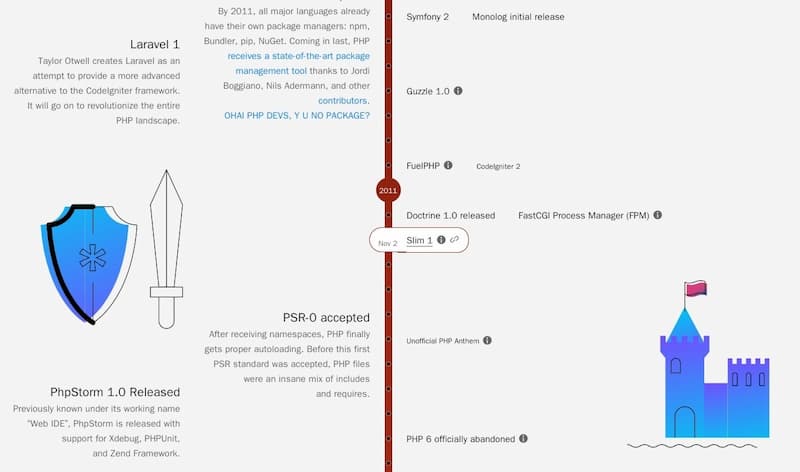 By 2011, all major languages already
have their own package managers: npm,
Bundler, pip, NuGet. Coming in last, PHP
receives a state-of-the-art package
management tool thanks to Jordi
Boggiano, Nils Adermann, and other
contributors.
OHAI PHP DEVS, Y U NO PACKAGE?
Laravel 1
Taylor Otwell creates Laravel as an
attempt to provide a more advanced
alternative to the CodeIgniter framework.
It will go on to revolutionize the entire
PHP landscape.
Symfony 2 Monolog initial release
Guzzle 1.0
FuelPHP CodeIgniter 2
2011
Doctrine 1.0 released FastCGI Process Manager (FPM)
Nov 2 Slim 1
PSR-0 accepted
After receiving namespaces, PHP finally
gets proper autoloading. Before this first
PSR standard was accepted, PHP files
were an insane mix of includes
and requires.
Unofficial PHP Anthem
PhpStorm 1.0 Released
Previously known under its working name
"Web IDE", PhpStorm is released with
support for Xdebug, PHPUnit,
and Zend Framework.
PHP 6 officially abandoned